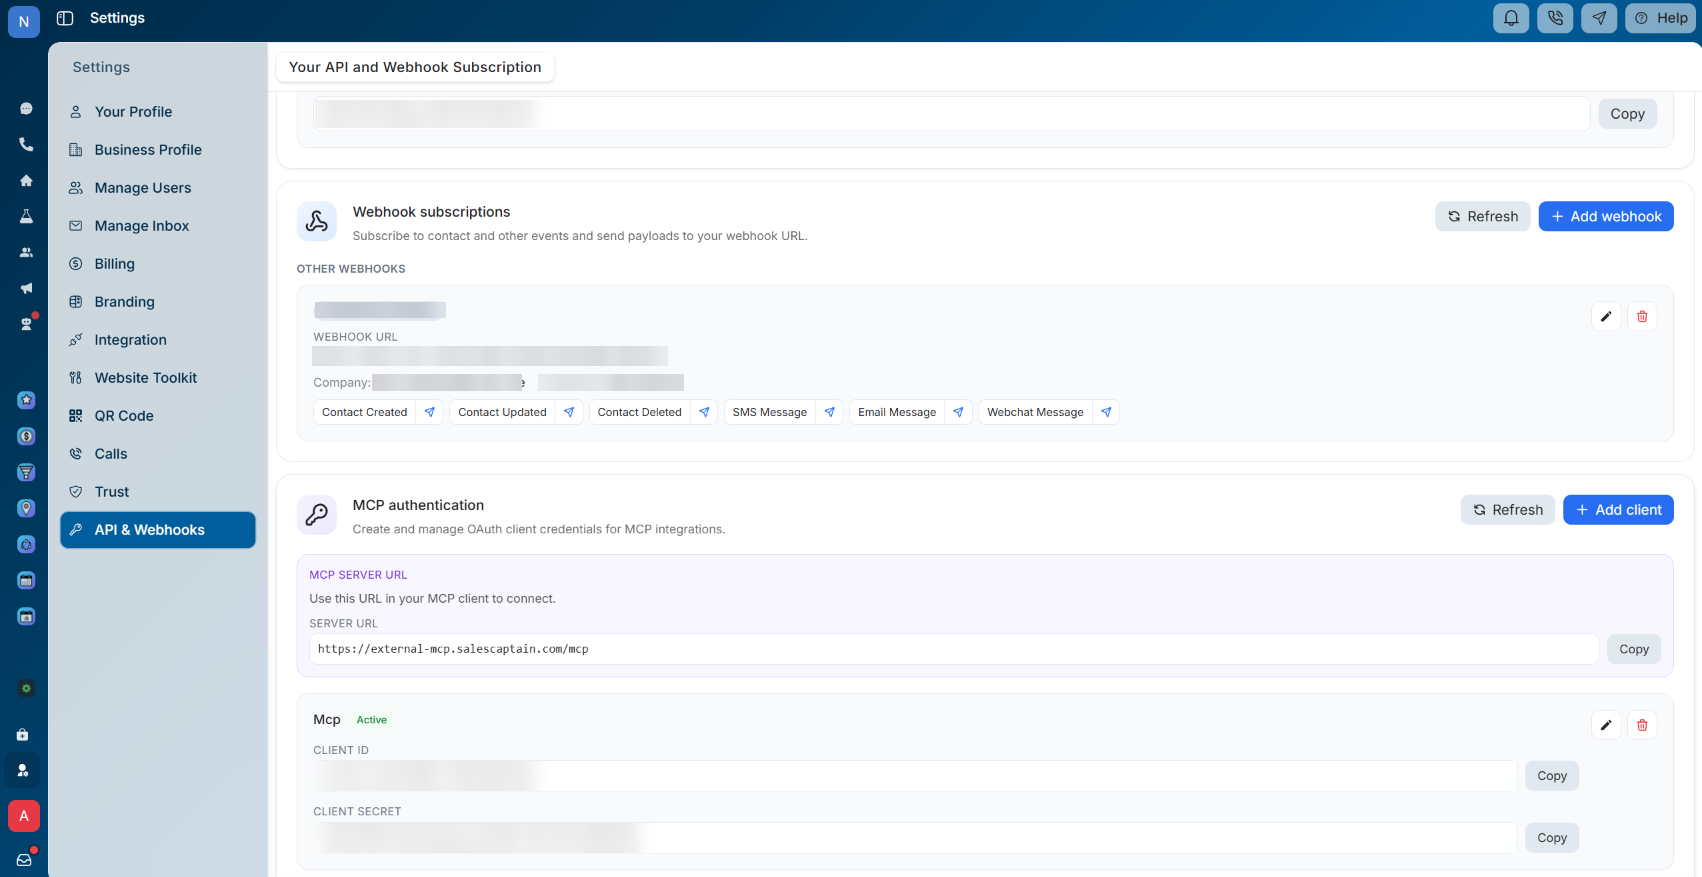 N
Settings
Help
Settings
Your Profile
Business Profile
Manage Users
Manage Inbox
Billing
Branding
Integration
Website Toolkit
QR Code
Calls
Trust
API & Webhooks
A
Your API and Webhook Subscription
Copy
Webhook subscriptions
Subscribe to contact and other events and send payloads to your webhook URL.
Refresh
+ Add webhook
OTHER WEBHOOKS
WEBHOOK URL
Company:
Contact Created Contact Updated Contact Deleted SMS Message Email Message Webchat Message
MCP authentication
Create and manage OAuth client credentials for MCP integrations.
Refresh
+ Add client
MCP SERVER URL
Use this URL in your MCP client to connect.
SERVER URL
https://external-mcp.salescaptain.com/mcp
Copy
Mcp Active
CLIENT ID
Copy
CLIENT SECRET
Copy